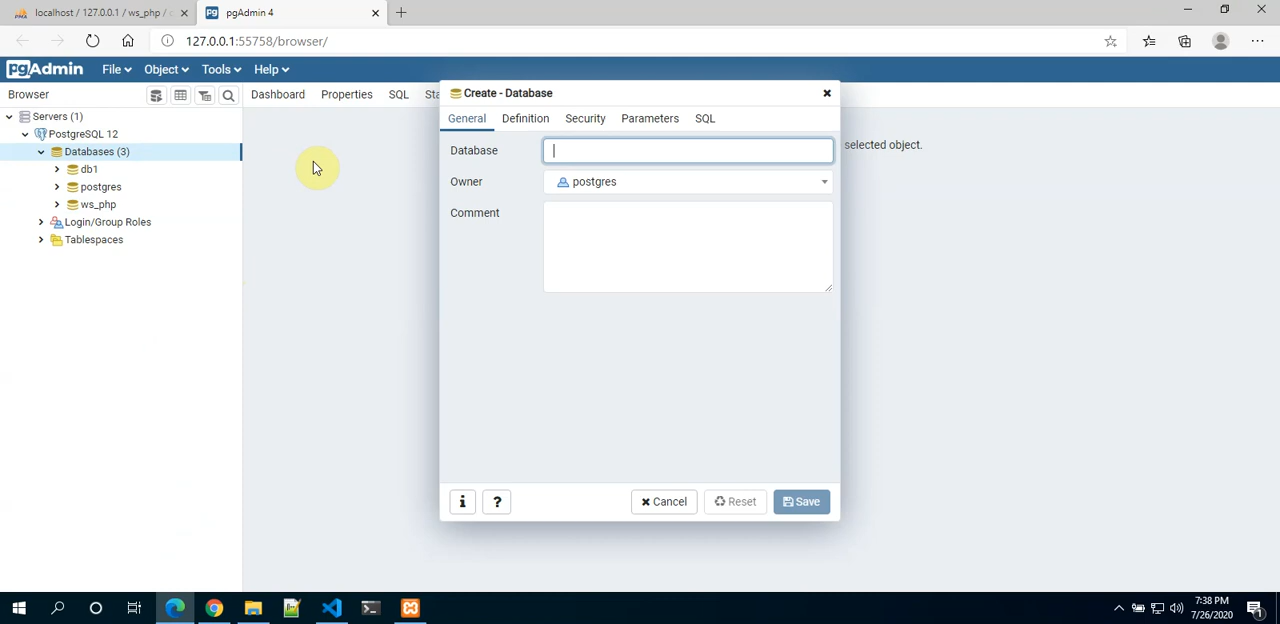 localhost / 127.0.0.1 / ws_php /
pgAdmin 4
127.0.0.1:55758/browser/
pgAdmin
File
Object
Tools
Help
Browser
Dashboard
Properties
SQL
Sta
Servers (1)
PostgreSQL 12
Databases (3)
db1
postgres
ws_php
Login/Group Roles
Tablespaces
Create - Database
General
Definition
Security
Parameters
SQL
Database
Owner
postgres
Comment
selected object.
i
?
Cancel
Reset
Save
7:38 PM
7/26/2020
1